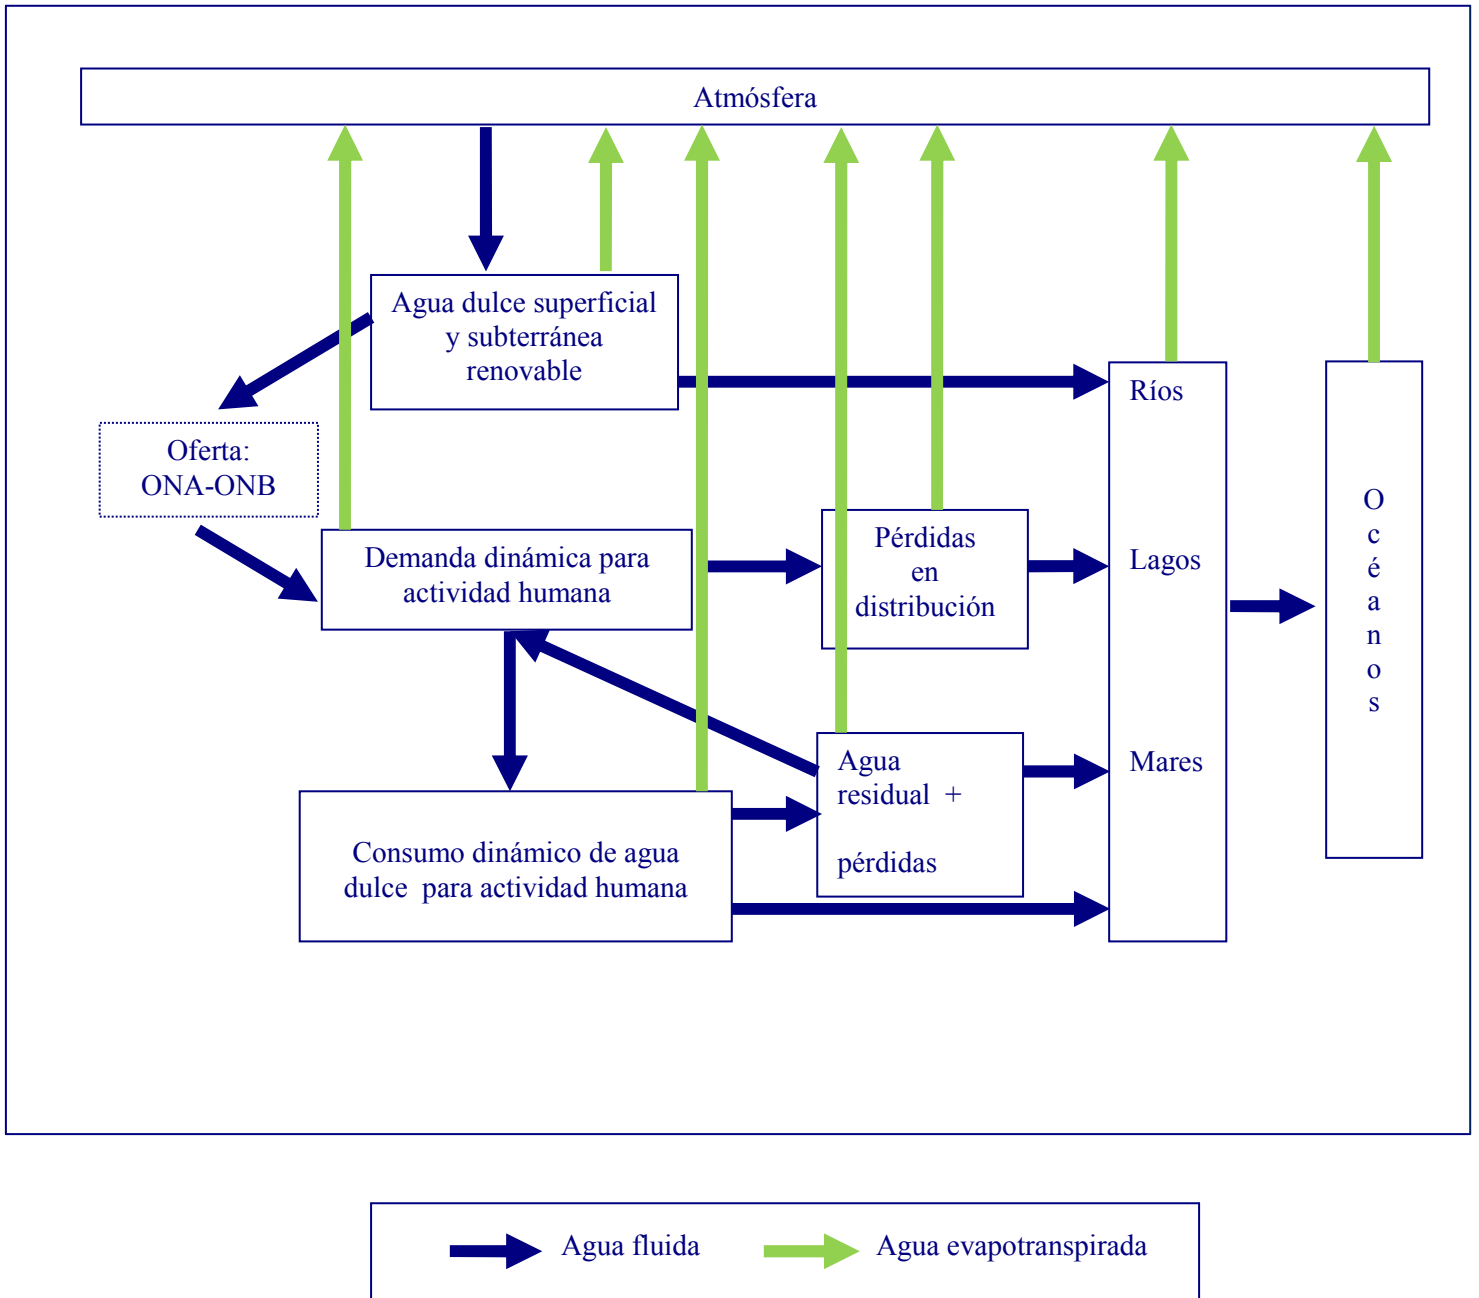 Atmósfera
Agua dulce superficial
y subterránea
renovable
Oferta:
ONA-ONB
Demanda dinámica para
actividad humana
Pérdidas
en
distribución
Consumo dinámico de agua
dulce para actividad humana
Agua
residual +
pérdidas
Ríos
Lagos
Mares
O
c
é
a
n
o
s
Agua fluida
Agua evapotranspirada